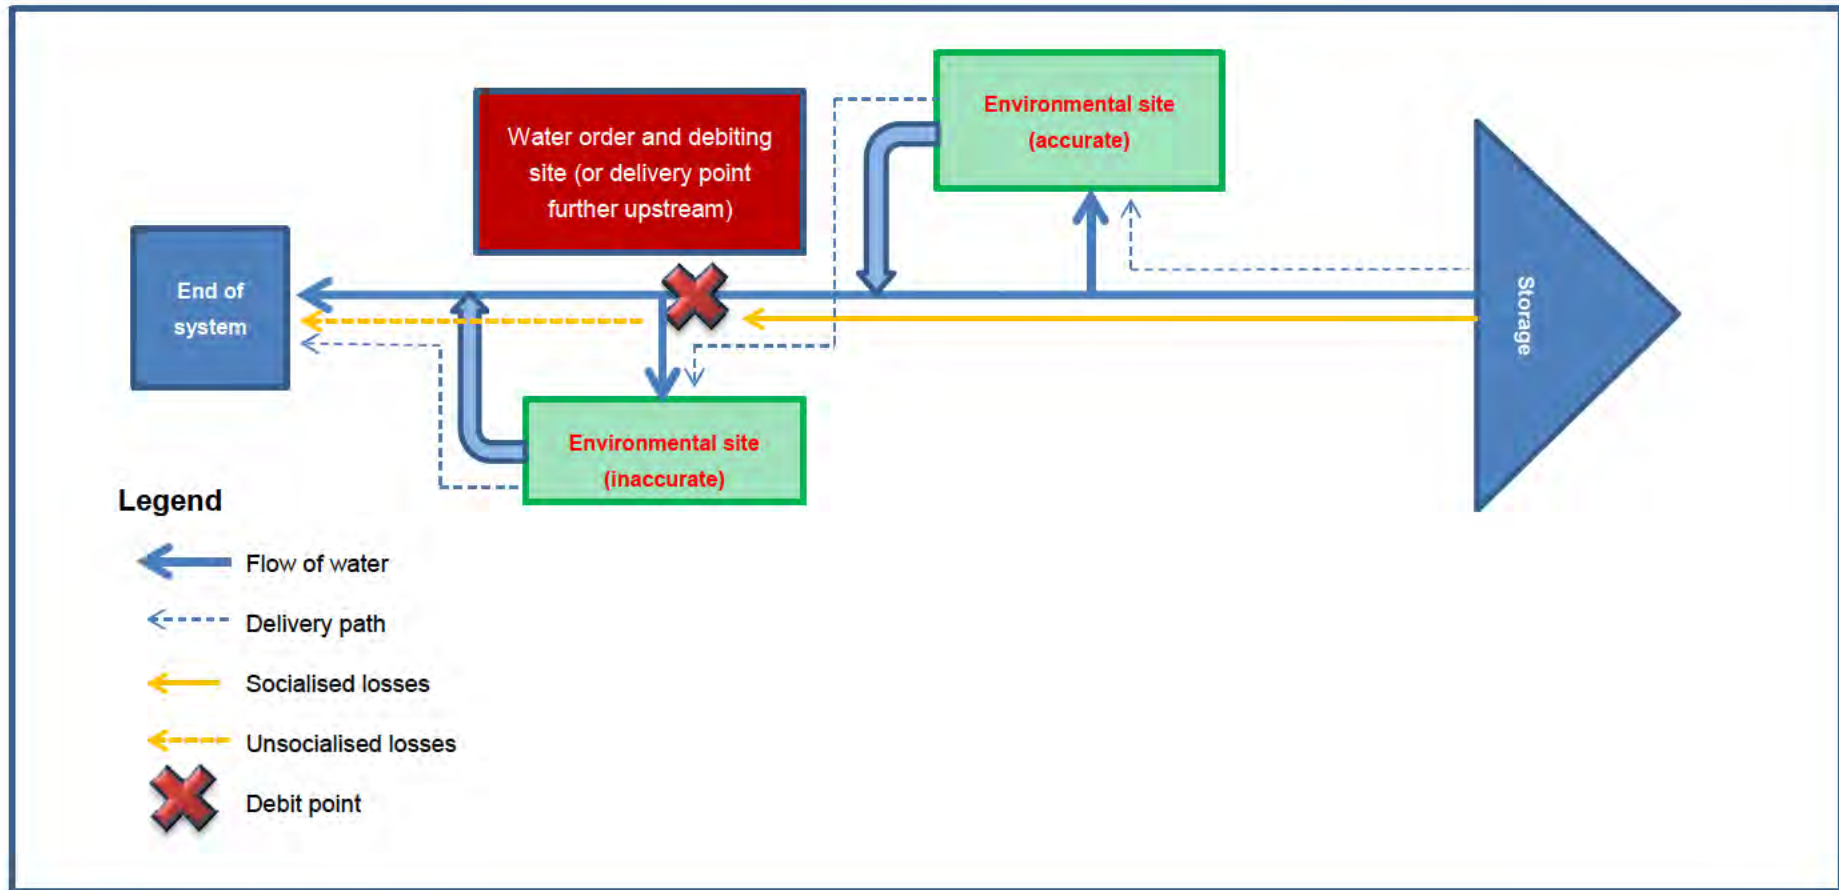 Environmental site
(accurate)
Water order and debiting
site (or delivery point
further upstream)
End of
system
Storage
Environmental site
(inaccurate)
Legend
Flow of water
Delivery path
Socialised losses
Unsocialised losses
Debit point